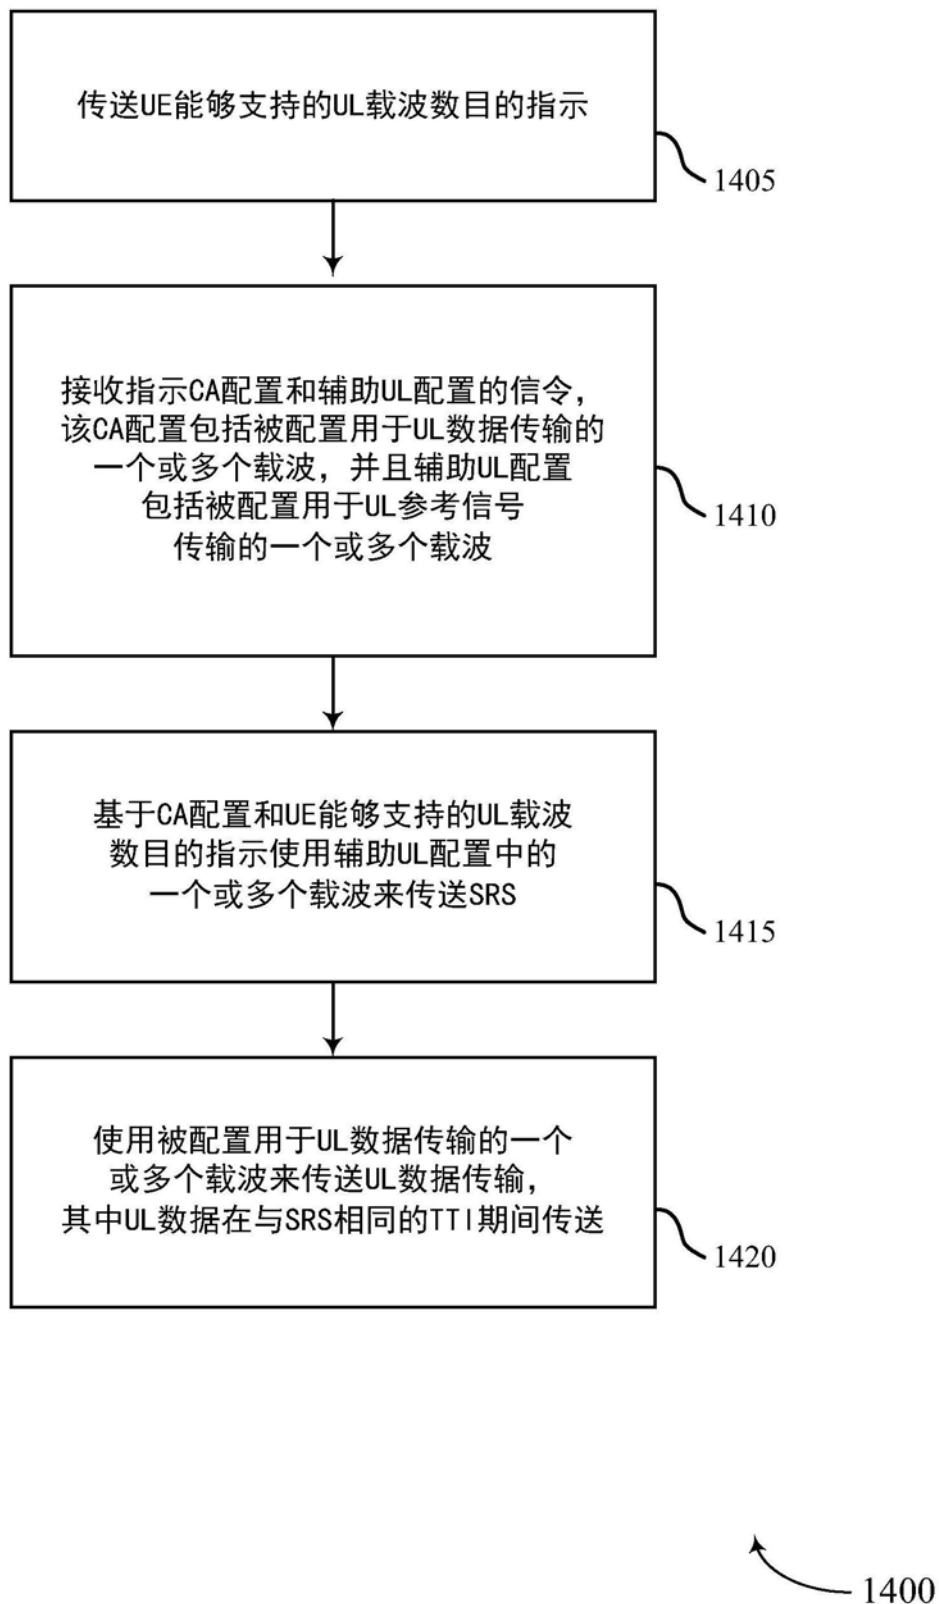 传送UE能够支持的UL载波数目的指示
1405
接收指示CA配置和辅助UL配置的信令，
该CA配置包括被配置用于UL数据传输的
一个或多个载波，并且辅助UL配置
包括被配置用于UL参考信号
传输的一个或多个载波
1410
基于CA配置和UE能够支持的UL载波
数目的指示使用辅助UL配置中的
一个或多个载波来传送SRS
1415
使用被配置用于UL数据传输的一个
或多个载波来传送UL数据传输，
其中UL数据在与SRS相同的TTI期间传送
1420
1400